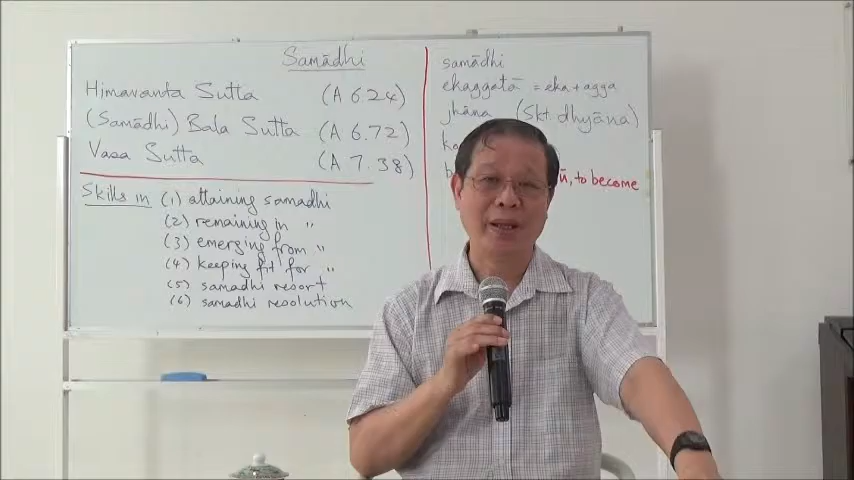 Samādhi
Himavanta Sutta (A 6.24)
(Samādhi) Bala Sutta (A 6.72)
Vasa Sutta (A 7.38)
Skills in (1) attaining samadhi
(2) remaining in "
(3) emerging from "
(4) keeping fit for "
(5) samadhi resort
(6) samadhi resolution
samādhi
ekaggatā = eka + agga
jhāna (Skt. dhyāna)
to become